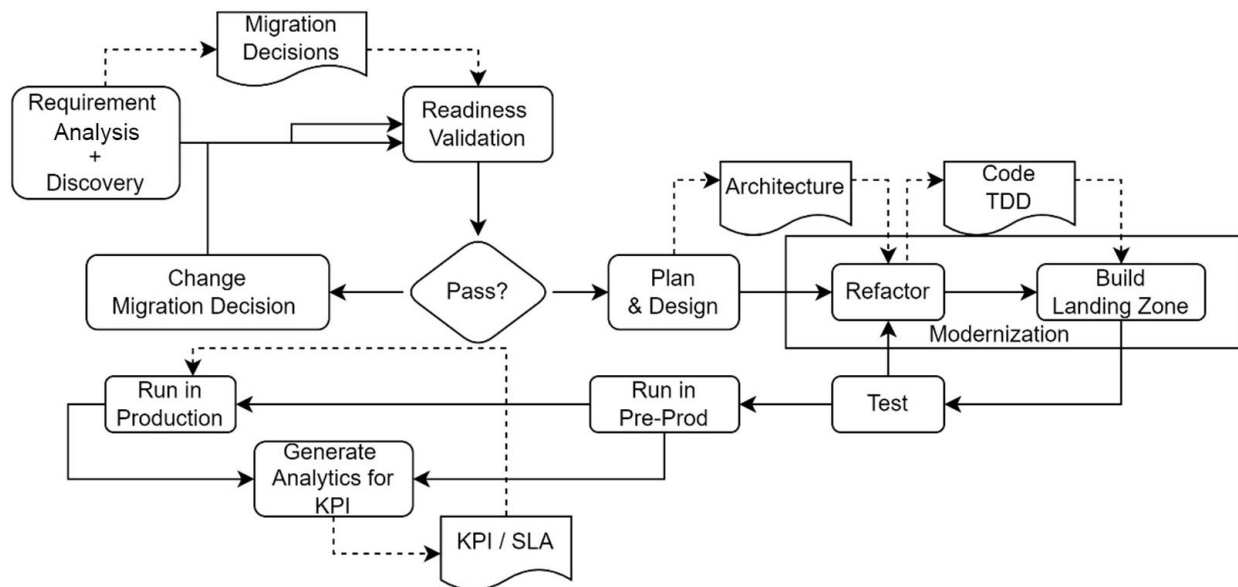 Migration
Decisions
Requirement
Analysis
+
Discovery
Readiness
Validation
Architecture
Code
TDD
Change
Migration Decision
Pass?
Plan
& Design
Refactor
Build
Landing Zone
Modernization
Run in
Production
Run in
Pre-Prod
Test
Generate
Analytics for
KPI
KPI / SLA